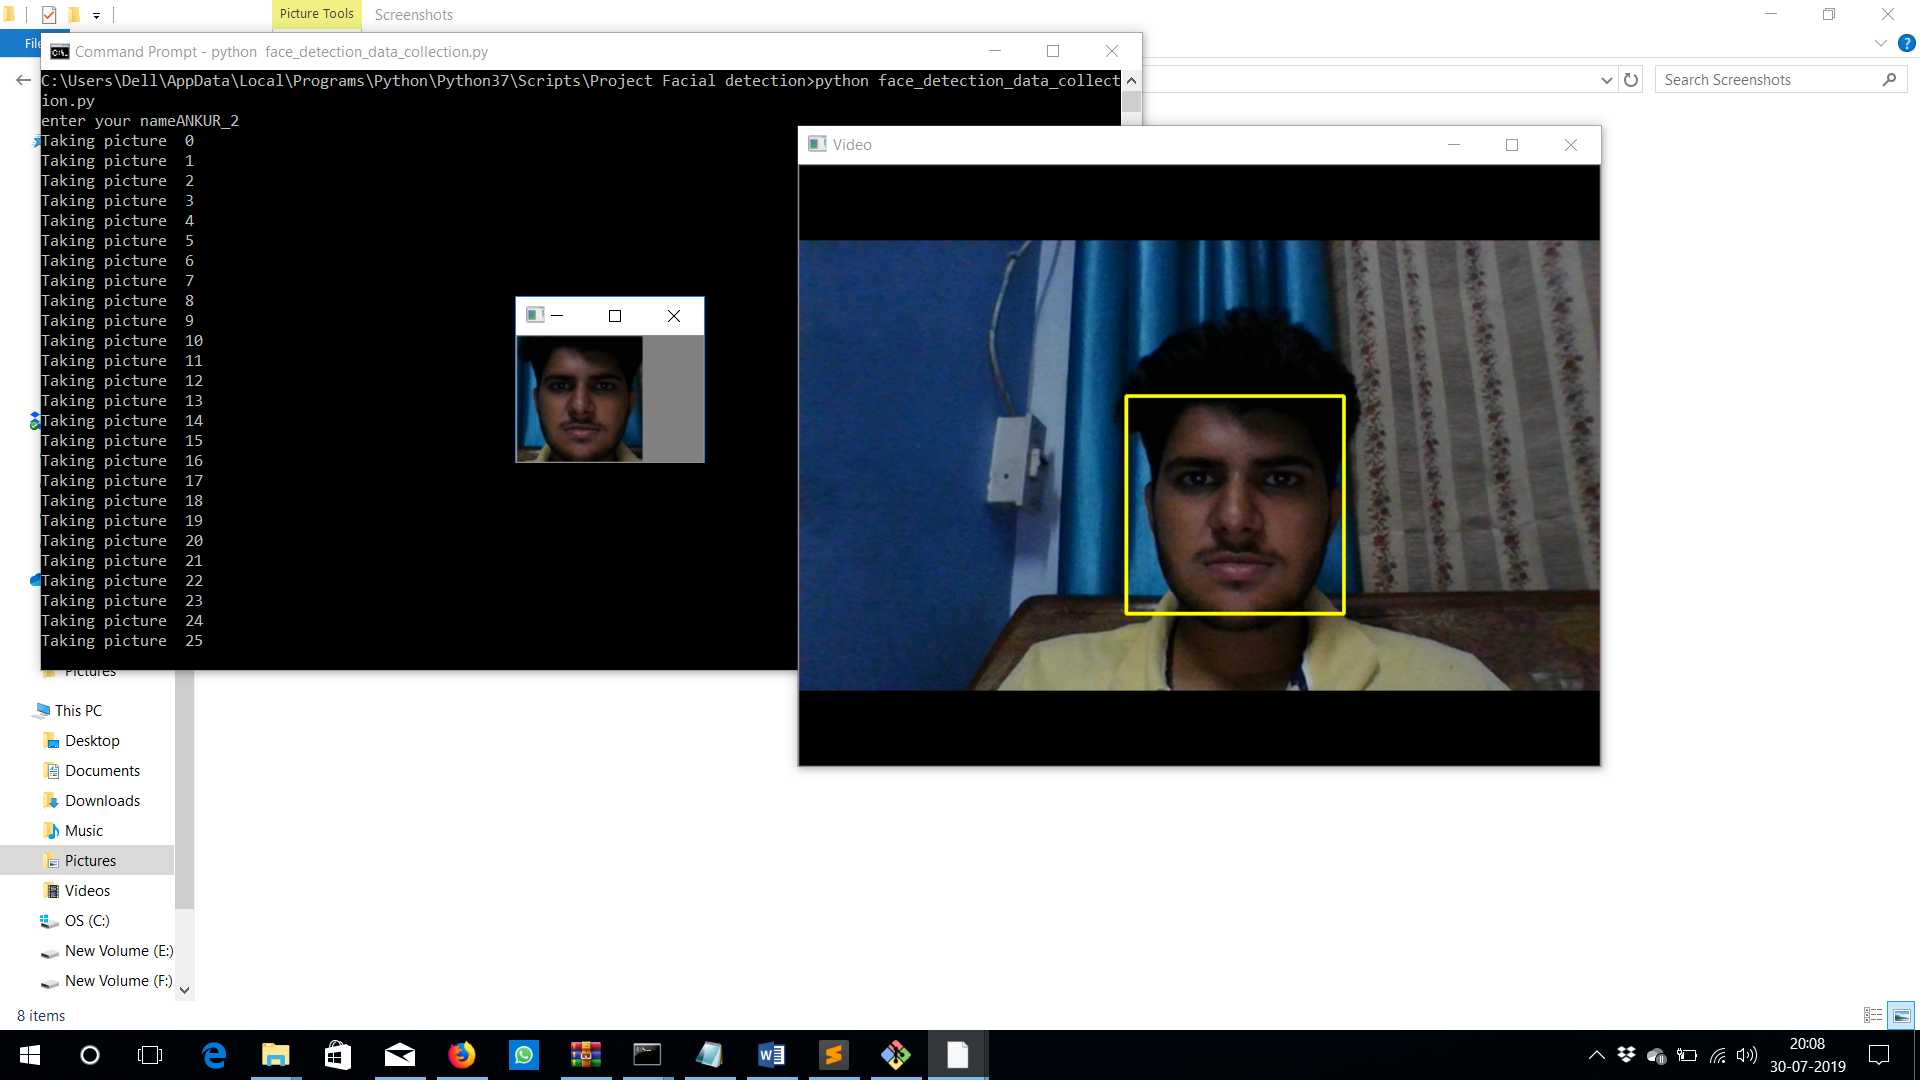 Picture Tools
Screenshots
File
Command Prompt - python  face_detection_data_collection.py
C:\Users\Dell\AppData\Local\Programs\Python\Python37\Scripts\Project Facial detection>python face_detection_data_collect
ion.py
enter your nameANKUR_2
Taking picture  0
Taking picture  1
Taking picture  2
Taking picture  3
Taking picture  4
Taking picture  5
Taking picture  6
Taking picture  7
Taking picture  8
Taking picture  9
Taking picture  10
Taking picture  11
Taking picture  12
Taking picture  13
Taking picture  14
Taking picture  15
Taking picture  16
Taking picture  17
Taking picture  18
Taking picture  19
Taking picture  20
Taking picture  21
Taking picture  22
Taking picture  23
Taking picture  24
Taking picture  25
Search Screenshots
Video
Pictures
This PC
Desktop
Documents
Downloads
Music
Pictures
Videos
OS (C:)
New Volume (E:)
New Volume (F:)
8 items
20:08
30-07-2019